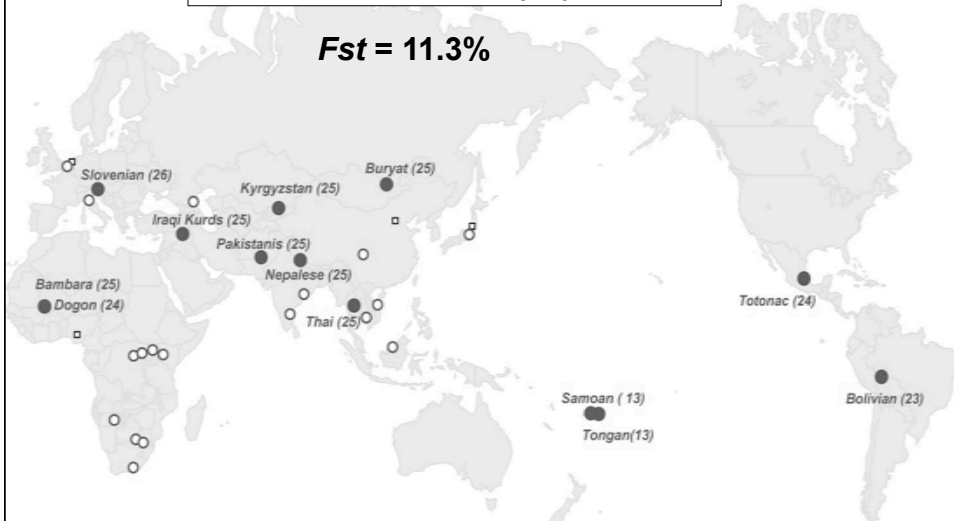 Fst = 11.3%
Buryat (25)
Slovenian (26)
Kyrgyzstan (25)
Iraqi Kurds (25)
Pakistanis (25)
Nepalese (25)
Bambara (25)
Dogon (24)
Thai (25)
Totonac (24)
Bolivian (23)
Samoan ( 13)
Tongan(13)